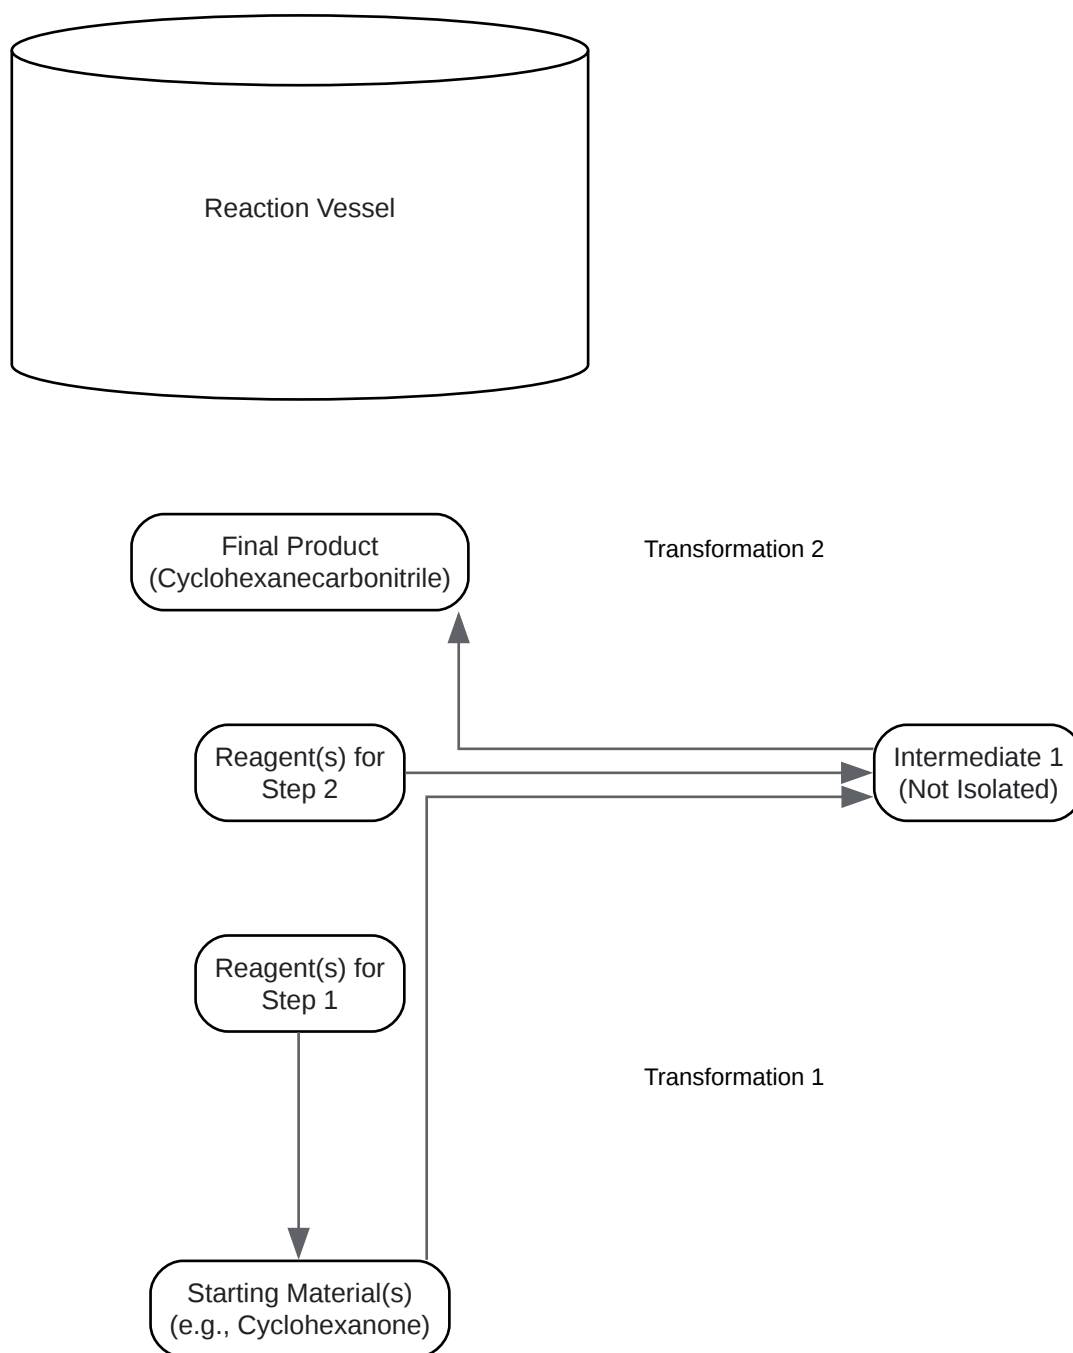 Reaction Vessel
Final Product
(Cyclohexanecarbonitrile)
Transformation 2
Reagent(s) for
Step 2
Intermediate 1
(Not Isolated)
Reagent(s) for
Step 1
Transformation 1
Starting Material(s)
(e.g., Cyclohexanone)